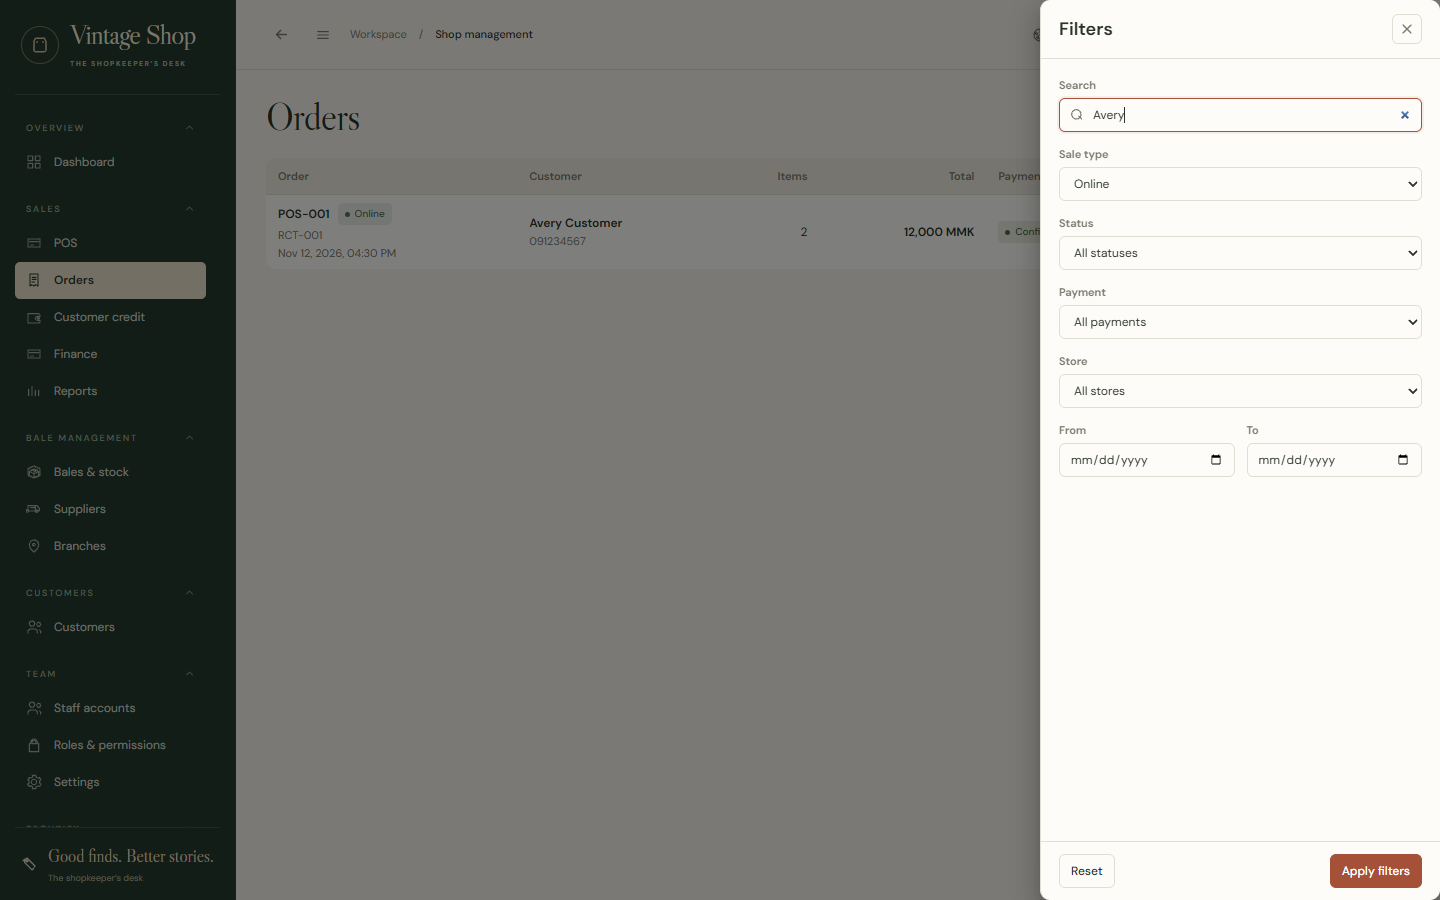 Vintage Shop
THE SHOPKEEPER'S DESK
OVERVIEW
Dashboard
SALES
POS
Orders
Customer credit
Finance
Reports
BALE MANAGEMENT
Bales & stock
Suppliers
Branches
CUSTOMERS
Customers
TEAM
Staff accounts
Roles & permissions
Settings
Good finds. Better stories.
The shopkeeper's desk
Workspace / Shop management
Orders
Order Customer Items Total
POS-001 Online
RCT-001
Nov 12, 2026, 04:30 PM
Avery Customer
091234567
2
12,000 MMK
Filters
Search
Avery
Sale type
Online
Status
All statuses
Payment
All payments
Store
All stores
From To
mm/dd/yyyy mm/dd/yyyy
Reset Apply filters